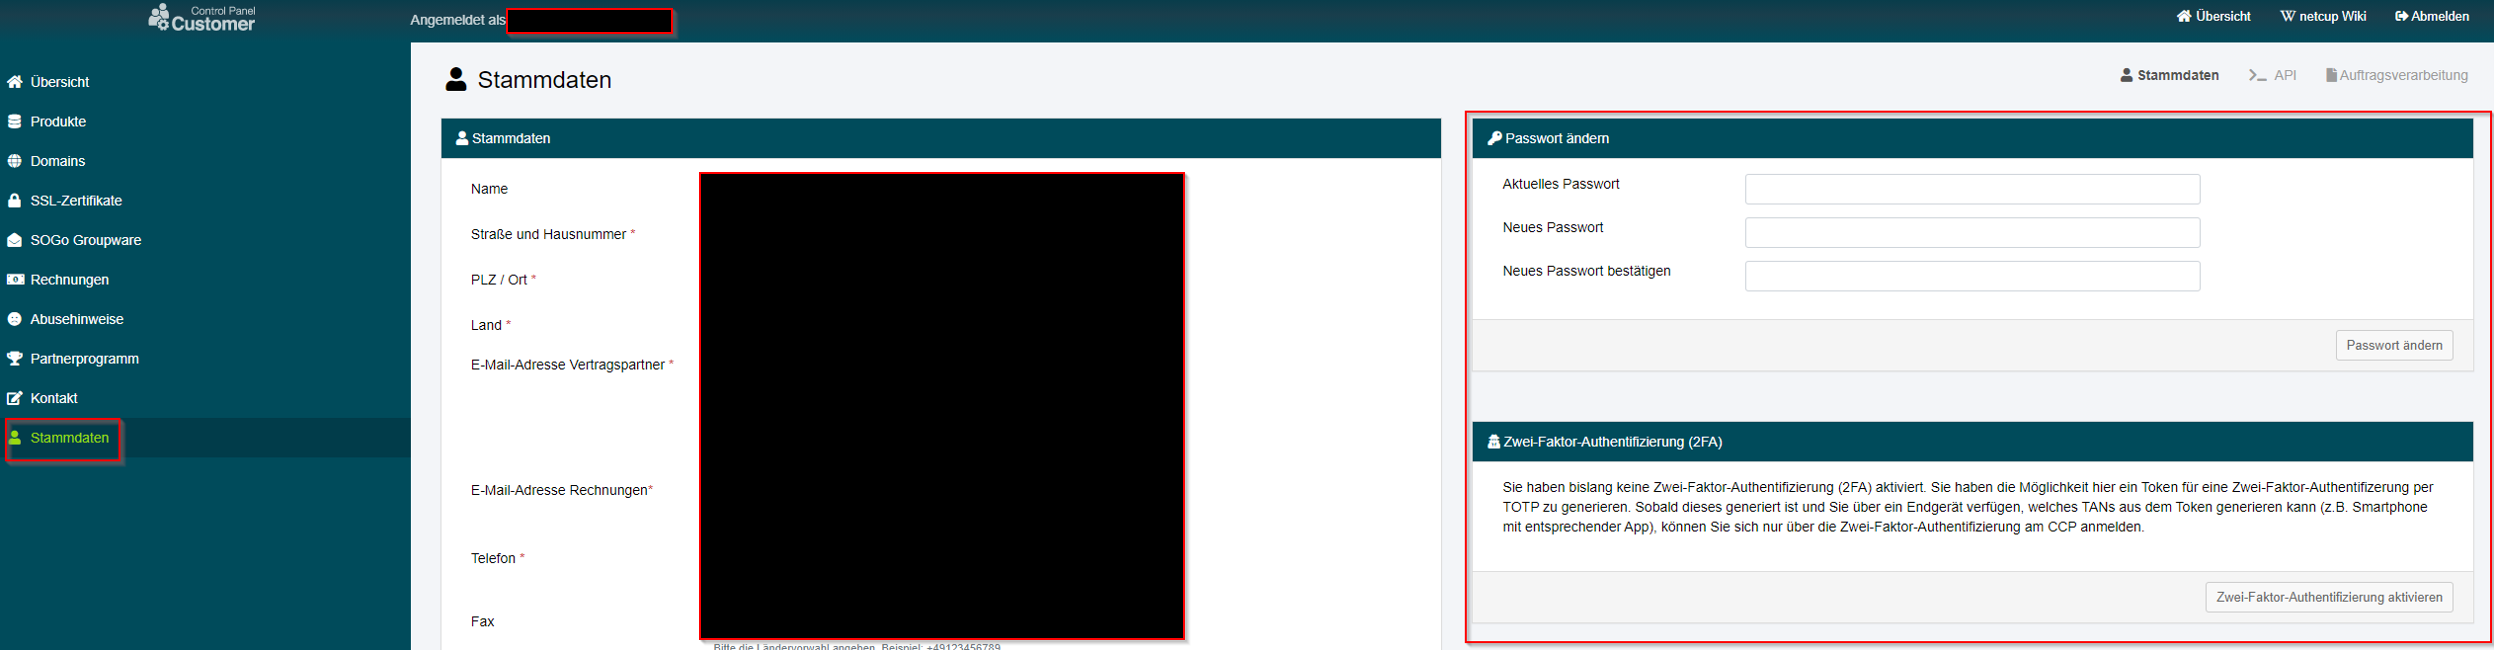 Control Panel
Customer
Angemeldet als
Übersicht
netcup Wiki
Abmelden
Übersicht
Produkte
Domains
SSL-Zertifikate
SOGo Groupware
Rechnungen
Abusehinweise
Partnerprogramm
Kontakt
Stammdaten
Stammdaten
Stammdaten
API
Auftragsverarbeitung
Stammdaten
Name
Straße und Hausnummer *
PLZ / Ort *
Land *
E-Mail-Adresse Vertragspartner *
E-Mail-Adresse Rechnungen*
Telefon *
Fax
Bitte die Ländervorwahl angeben. Beispiel: +49123456789
Passwort ändern
Aktuelles Passwort
Neues Passwort
Neues Passwort bestätigen
Passwort ändern
Zwei-Faktor-Authentifizierung (2FA)
Sie haben bislang keine Zwei-Faktor-Authentifizierung (2FA) aktiviert. Sie haben die Möglichkeit hier ein Token für eine Zwei-Faktor-Authentifizerung per
TOTP zu generieren. Sobald dieses generiert ist und Sie über ein Endgerät verfügen, welches TANs aus dem Token generieren kann (z.B. Smartphone
mit entsprechender App), können Sie sich nur über die Zwei-Faktor-Authentifizierung am CCP anmelden.
Zwei-Faktor-Authentifizierung aktivieren